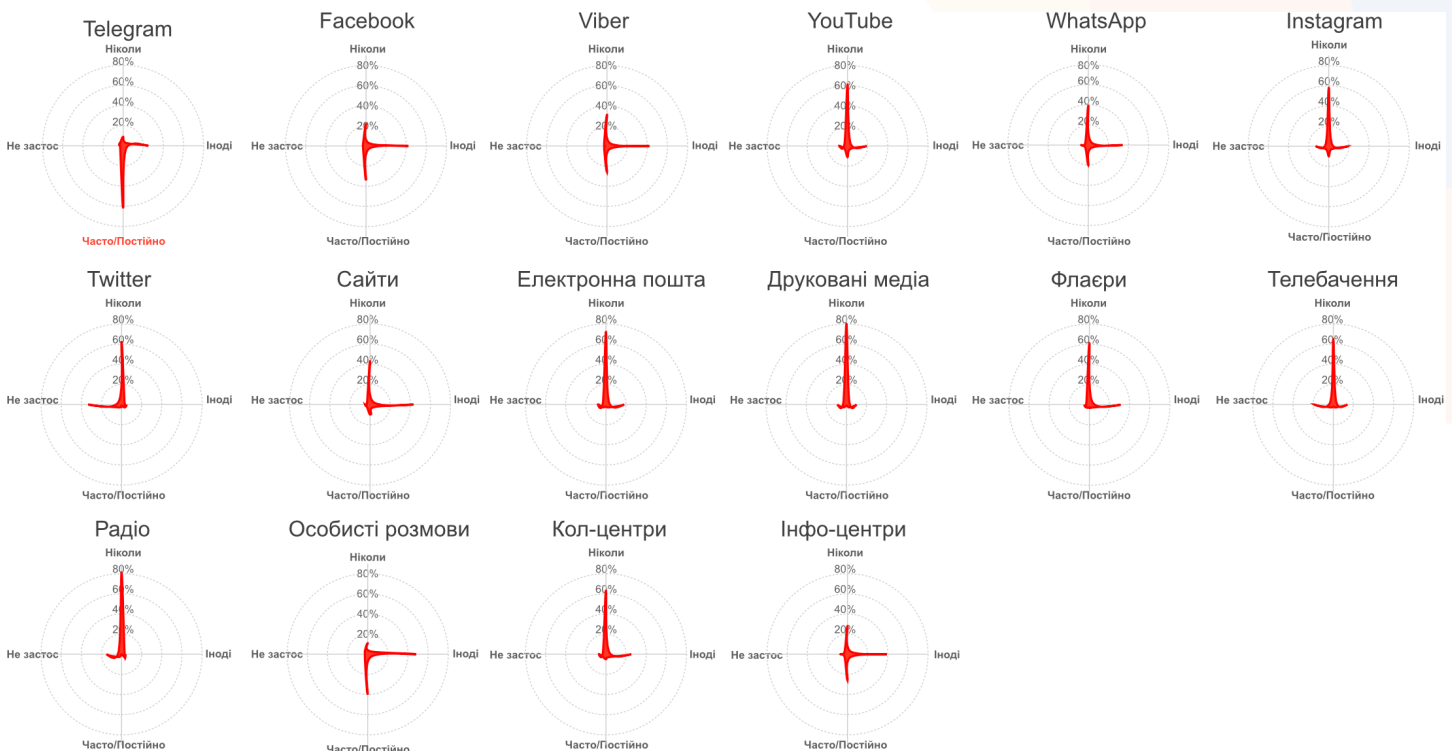 Telegram
Ніколи
80%
60%
40%
20%
Не застос
Іноді
Часто/Постійно
Facebook
Ніколи
80%
60%
40%
20%
Не застос
Іноді
Часто/Постійно
Viber
Ніколи
80%
60%
40%
20%
Не застос
Іноді
Часто/Постійно
YouTube
Ніколи
80%
60%
40%
20%
Не застос
Іноді
Часто/Постійно
WhatsApp
Ніколи
80%
60%
40%
20%
Не застос
Іноді
Часто/Постійно
Instagram
Ніколи
80%
60%
40%
20%
Не застос
Іноді
Часто/Постійно
Twitter
Ніколи
80%
60%
40%
20%
Не застос
Іноді
Часто/Постійно
Сайти
Ніколи
80%
60%
40%
20%
Не застос
Іноді
Часто/Постійно
Електронна пошта
Ніколи
80%
60%
40%
20%
Не застос
Іноді
Часто/Постійно
Друковані медіа
Ніколи
80%
60%
40%
20%
Не застос
Іноді
Часто/Постійно
Флаєри
Ніколи
80%
60%
40%
20%
Не застос
Іноді
Часто/Постійно
Телебачення
Ніколи
80%
60%
40%
20%
Не застос
Іноді
Часто/Постійно
Радіо
Ніколи
80%
60%
40%
20%
Не застос
Іноді
Часто/Постійно
Особисті розмови
Ніколи
80%
60%
40%
20%
Не застос
Іноді
Часто/Постійно
Кол-центри
Ніколи
80%
60%
40%
20%
Не застос
Іноді
Часто/Постійно
Інфо-центри
Ніколи
80%
60%
40%
20%
Не застос
Іноді
Часто/Постійно